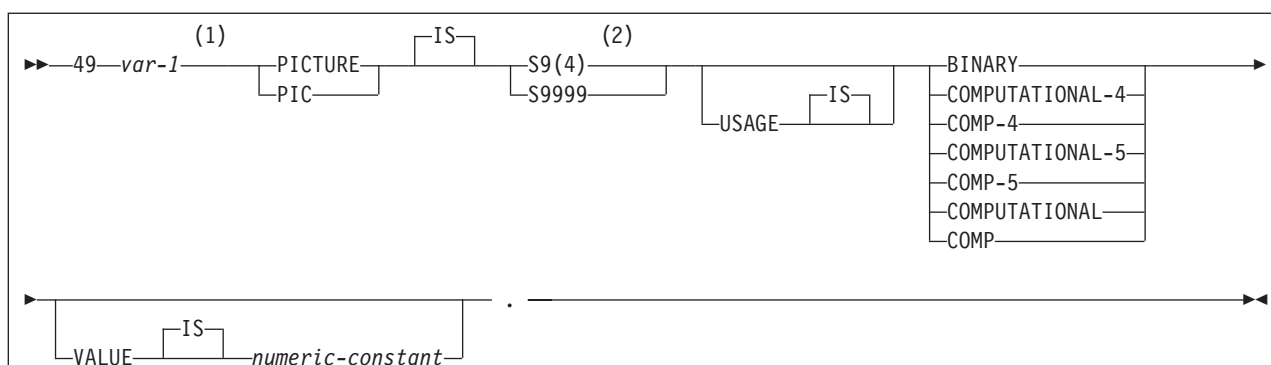 (1) IS (2) IS
49 var-1 PICTURE S9(4) BINARY
PIC S9999 USAGE COMPUTATIONAL-4
COMP-4
COMPUTATIONAL-5
COMP-5
COMPUTATIONAL
COMP
.
IS
VALUE numeric-constant